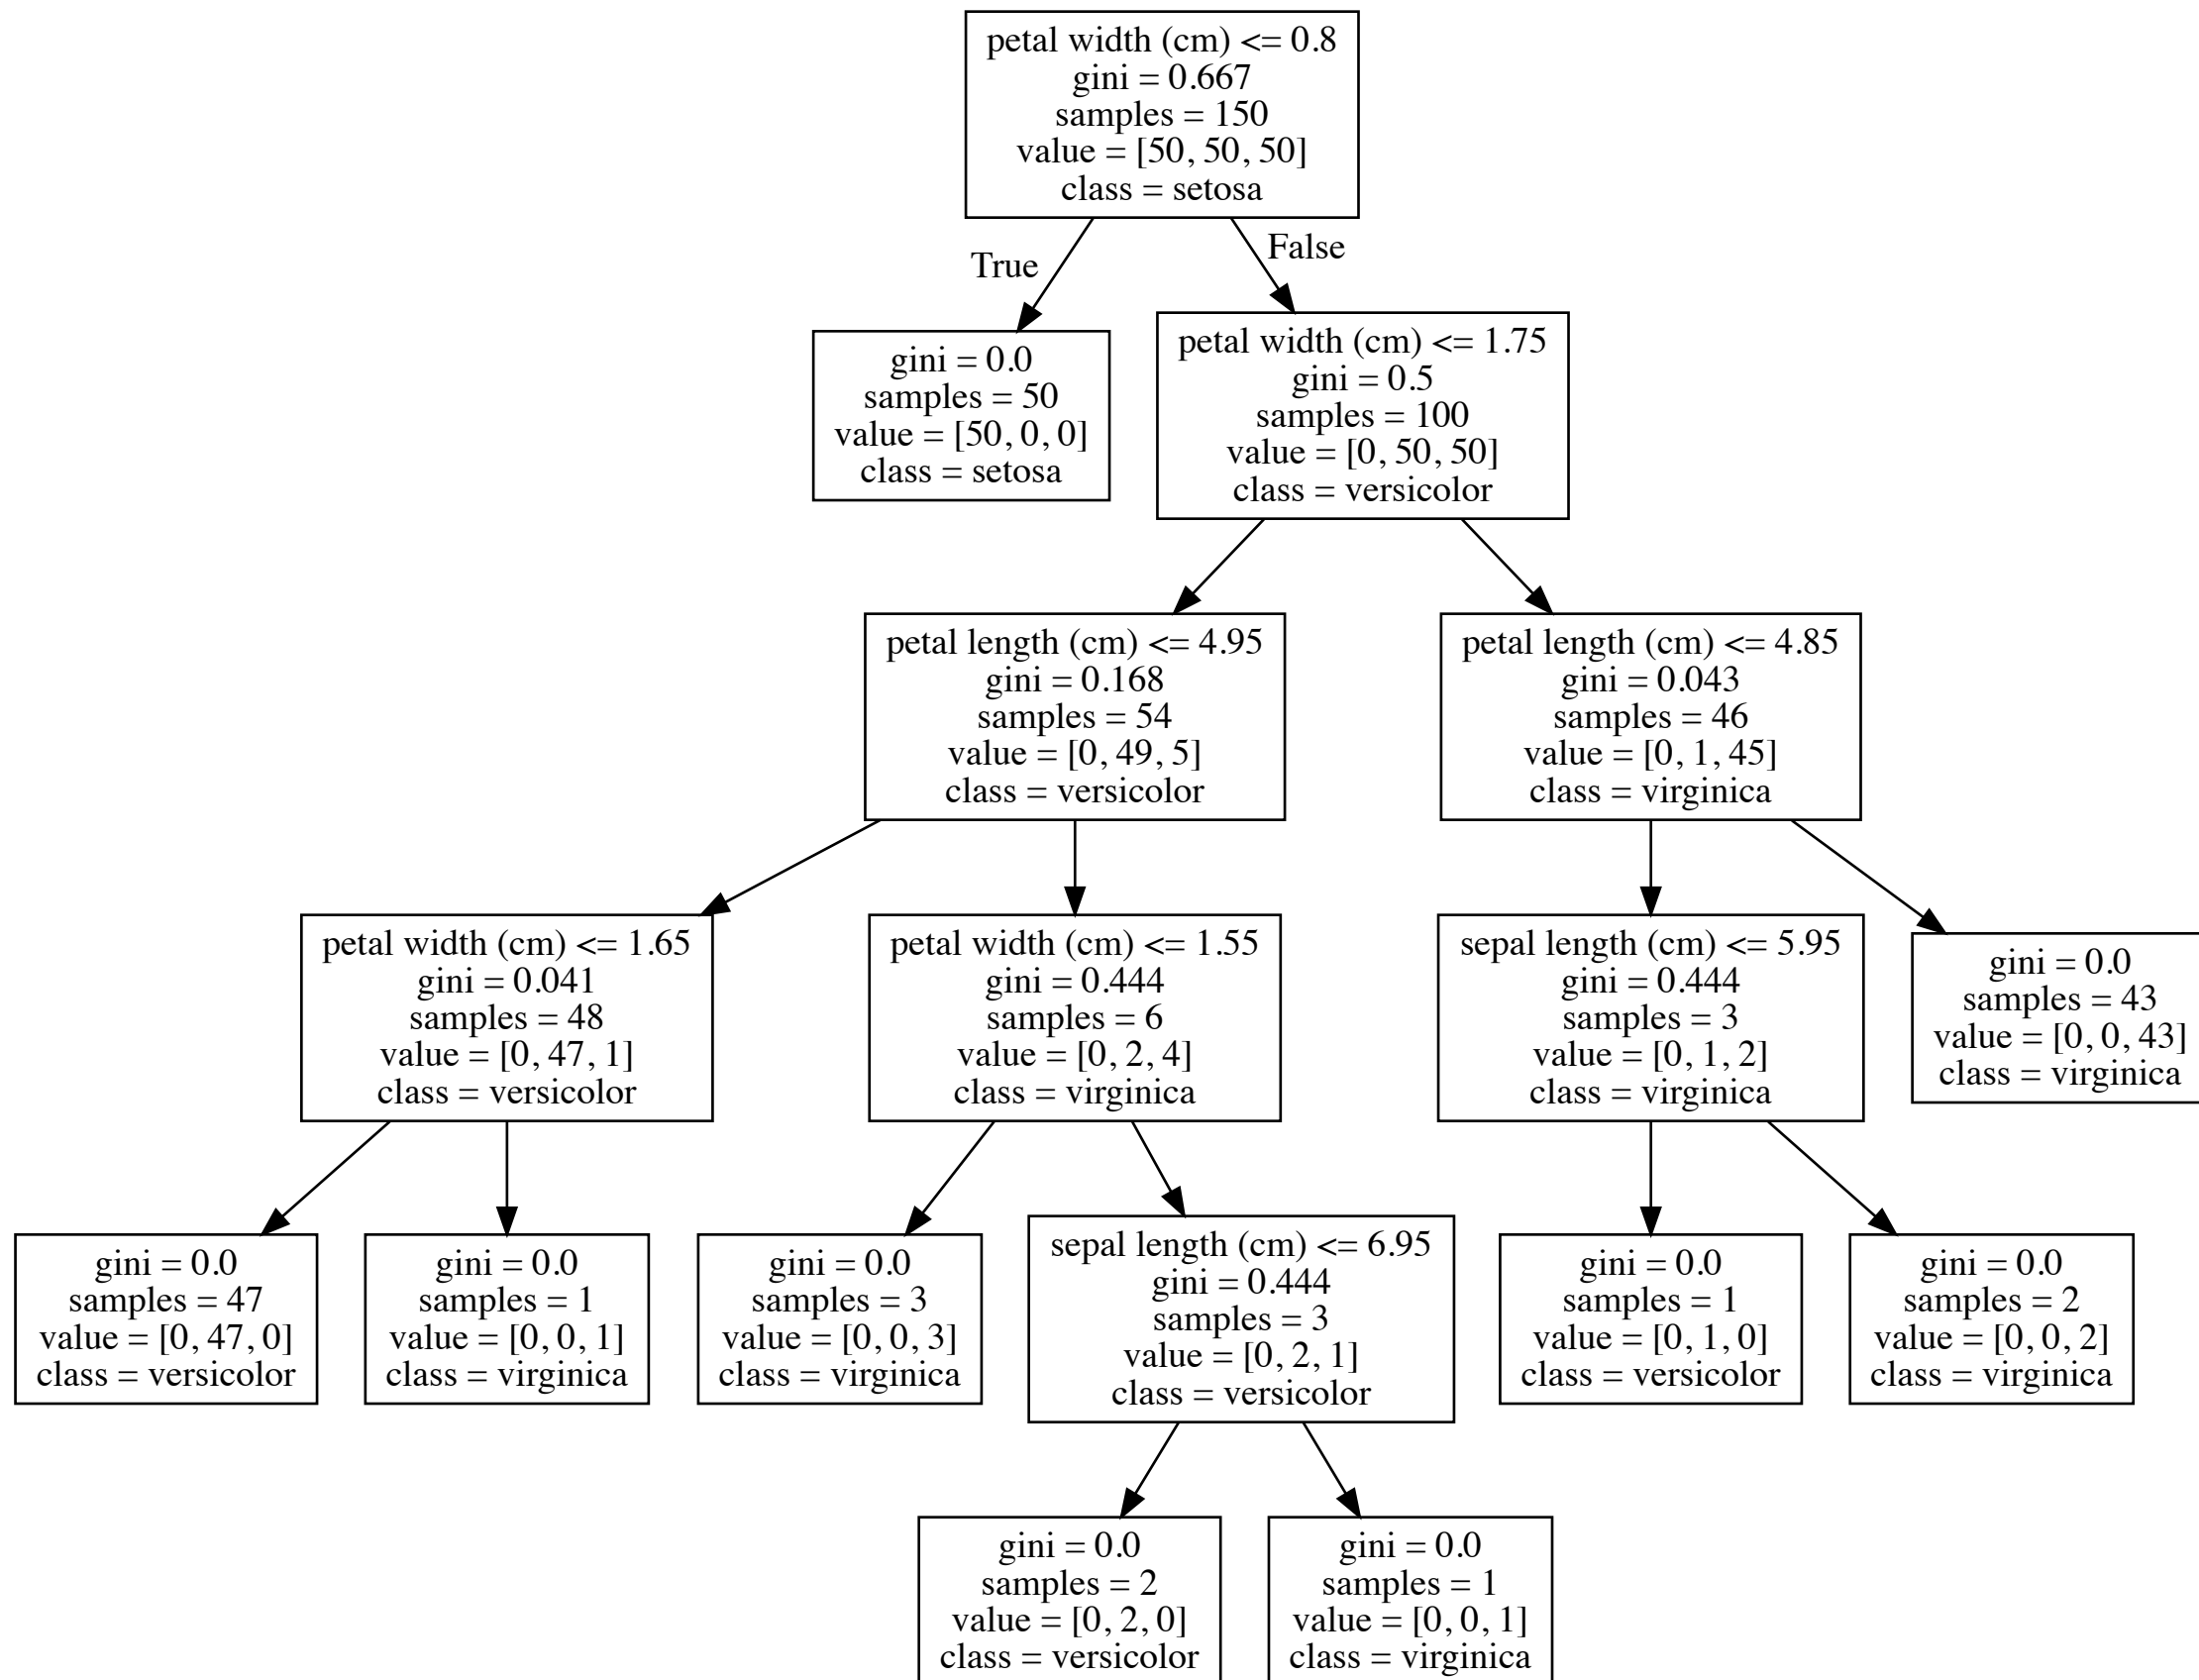 petal width (cm) <= 0.8
gini = 0.667
samples = 150
value = [50, 50, 50]
class = setosa
True
False
gini = 0.0
samples = 50
value = [50, 0, 0]
class = setosa
petal width (cm) <= 1.75
gini = 0.5
samples = 100
value = [0, 50, 50]
class = versicolor
petal length (cm) <= 4.95
gini = 0.168
samples = 54
value = [0, 49, 5]
class = versicolor
petal length (cm) <= 4.85
gini = 0.043
samples = 46
value = [0, 1, 45]
class = virginica
petal width (cm) <= 1.65
gini = 0.041
samples = 48
value = [0, 47, 1]
class = versicolor
petal width (cm) <= 1.55
gini = 0.444
samples = 6
value = [0, 2, 4]
class = virginica
sepal length (cm) <= 5.95
gini = 0.444
samples = 3
value = [0, 1, 2]
class = virginica
gini = 0.0
samples = 43
value = [0, 0, 43]
class = virginica
gini = 0.0
samples = 47
value = [0, 47, 0]
class = versicolor
gini = 0.0
samples = 1
value = [0, 0, 1]
class = virginica
gini = 0.0
samples = 3
value = [0, 0, 3]
class = virginica
sepal length (cm) <= 6.95
gini = 0.444
samples = 3
value = [0, 2, 1]
class = versicolor
gini = 0.0
samples = 1
value = [0, 1, 0]
class = versicolor
gini = 0.0
samples = 2
value = [0, 0, 2]
class = virginica
gini = 0.0
samples = 2
value = [0, 2, 0]
class = versicolor
gini = 0.0
samples = 1
value = [0, 0, 1]
class = virginica